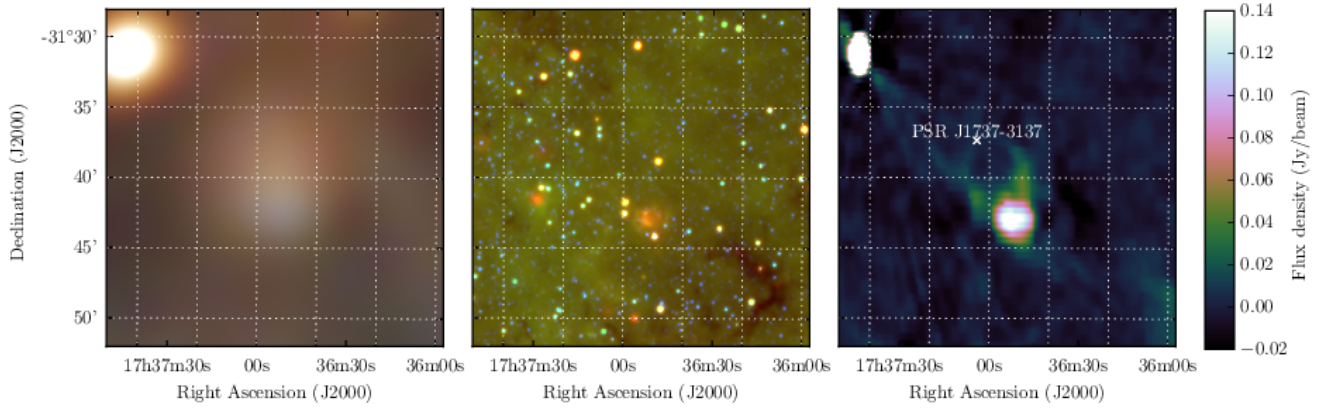 Declination (J2000)
-31°30'
35'
40'
45'
50'
17h37m30s 00s 36m30s 36m00s
Right Ascension (J2000)
17h37m30s 00s 36m30s 36m00s
Right Ascension (J2000)
PSR J1737-3137
17h37m30s 00s 36m30s 36m00s
Right Ascension (J2000)
0.14
0.12
0.10
0.08
0.06
0.04
0.02
0.00
−0.02
Flux density (Jy/beam)